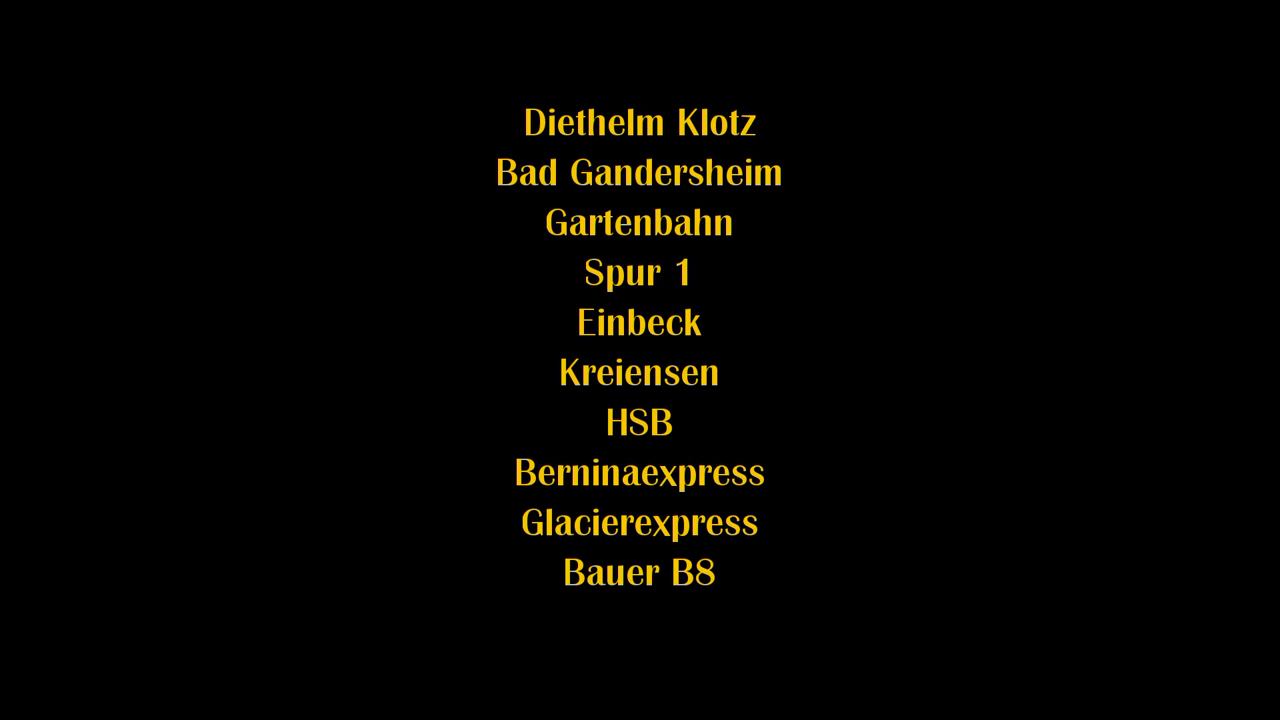 Diethelm Klotz
Bad Gandersheim
Gartenbahn
Spur 1
Einbeck
Kreiensen
HSB
Berninaexpress
Glacierexpress
Bauer B8